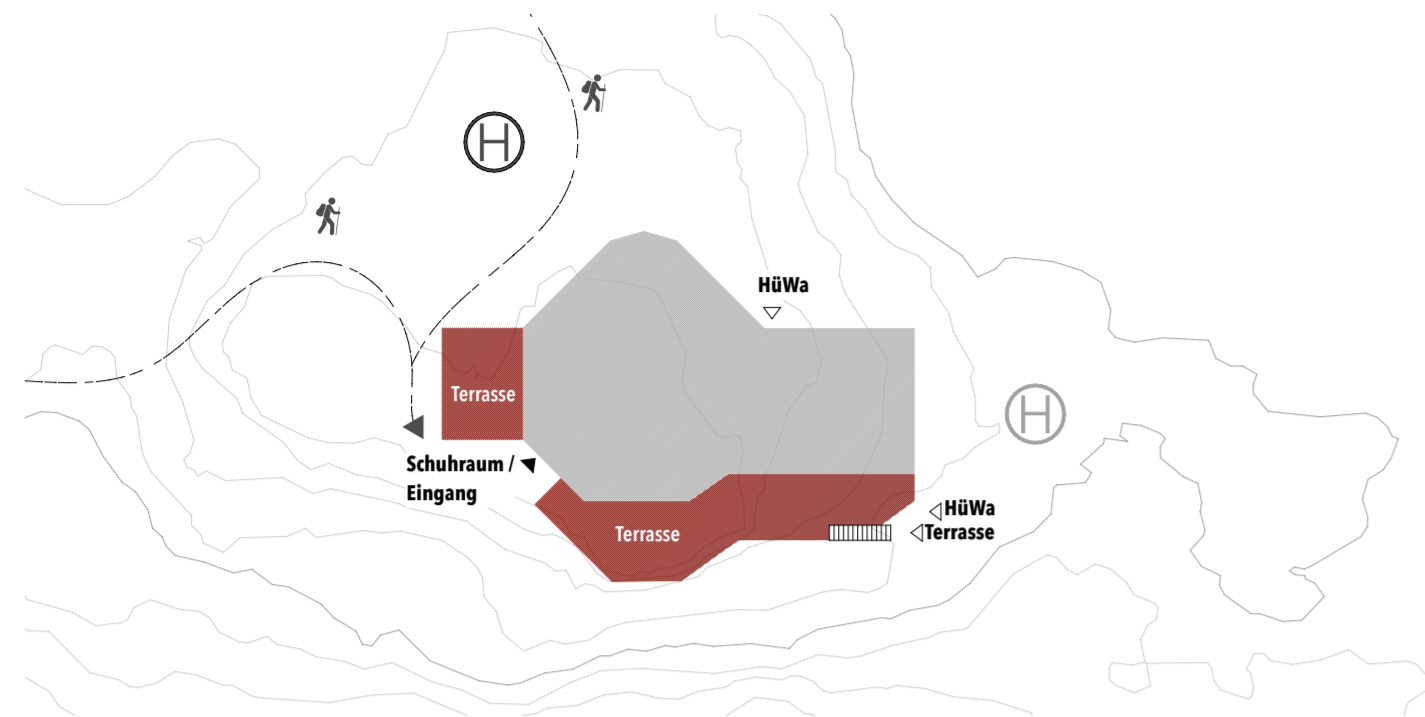 H
HüWa
Terrasse
H
Schuhraum /
Eingang
HüWa
Terrasse
Terrasse